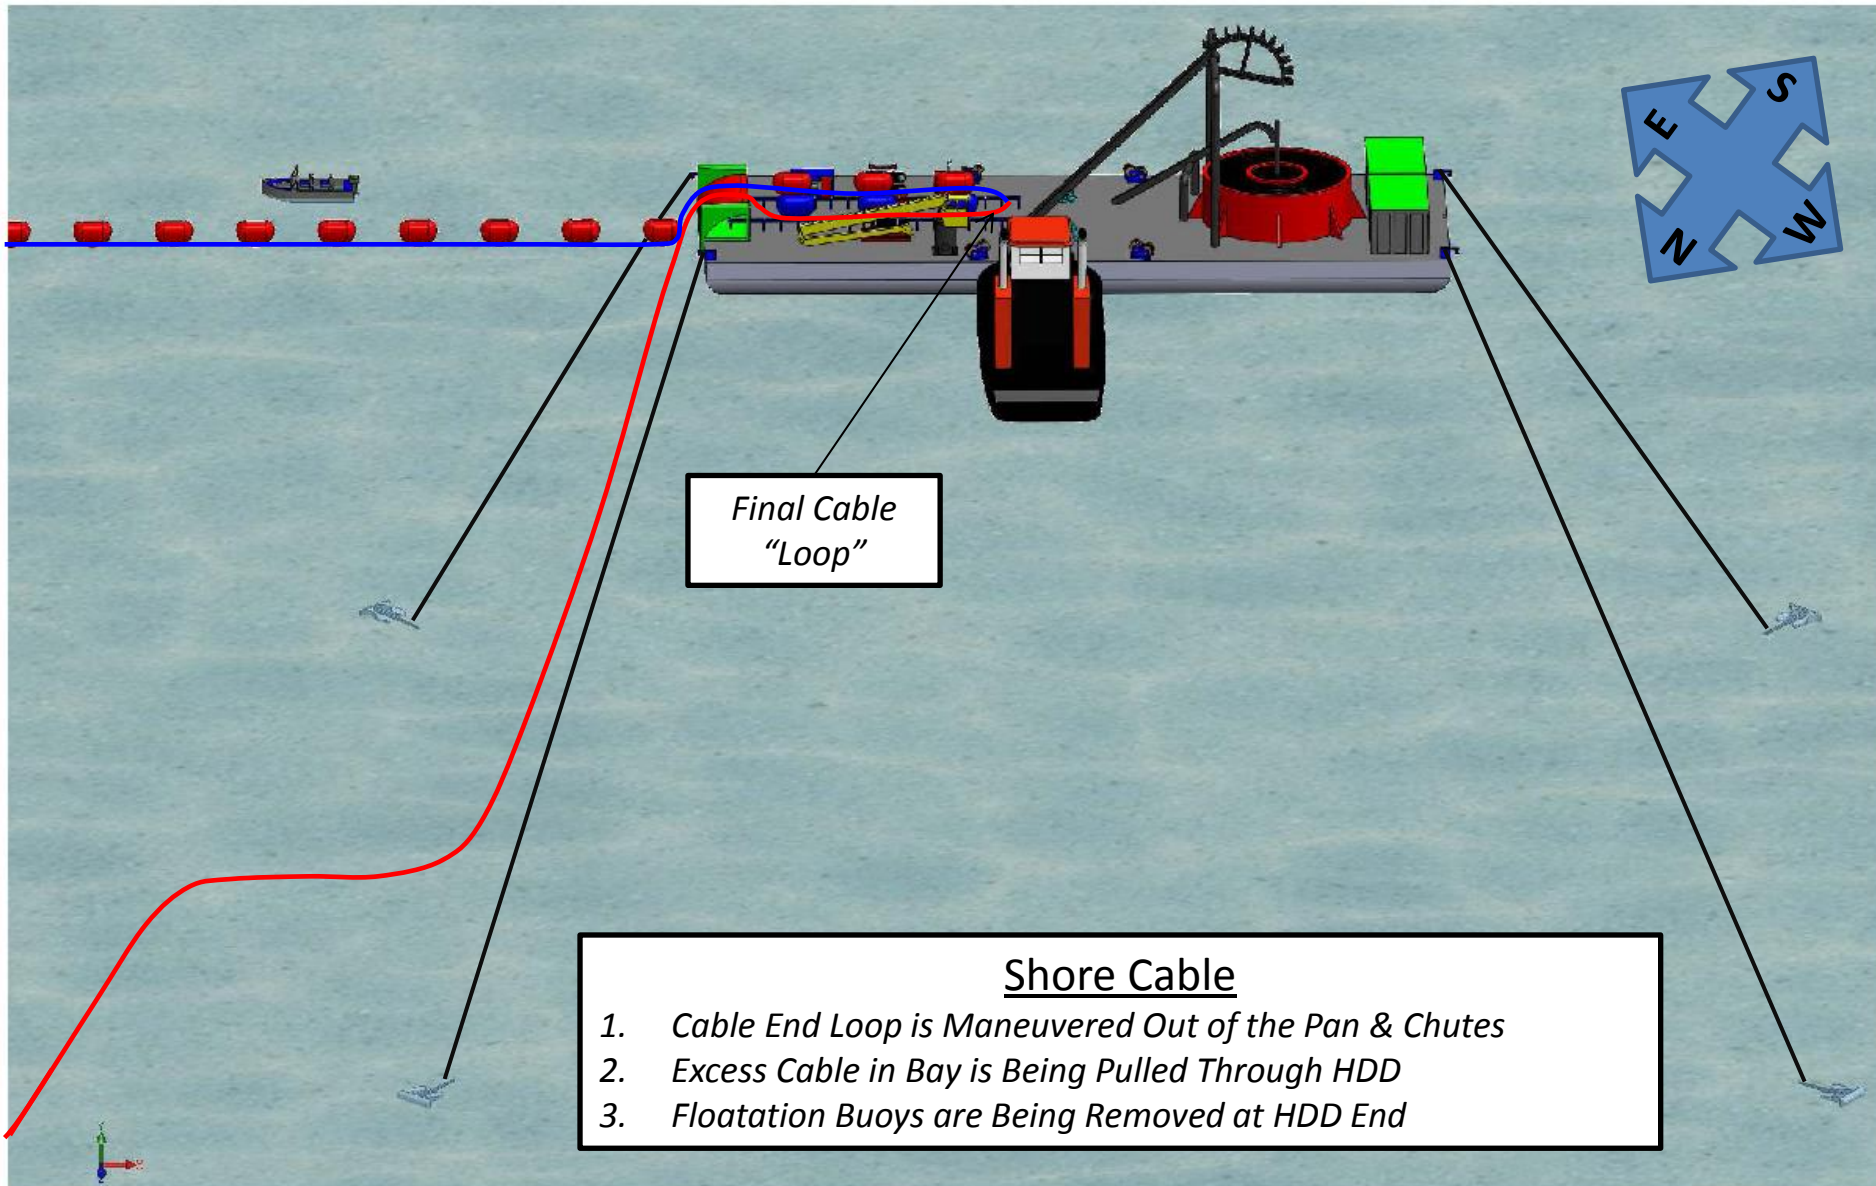 E
S
N
W
Final Cable
“Loop”
Shore Cable
1. Cable End Loop is Maneuvered Out of the Pan & Chutes
2. Excess Cable in Bay is Being Pulled Through HDD
3. Floatation Buoys are Being Removed at HDD End